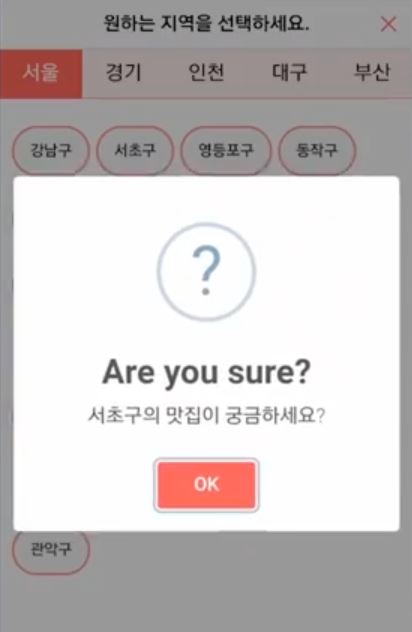 원하는 지역을 선택하세요. ×
서울 경기 인천 대구 부산
강남구 서초구 영등포구 동작구
?
Are you sure?
서초구의 맛집이 궁금하세요?
OK
관악구